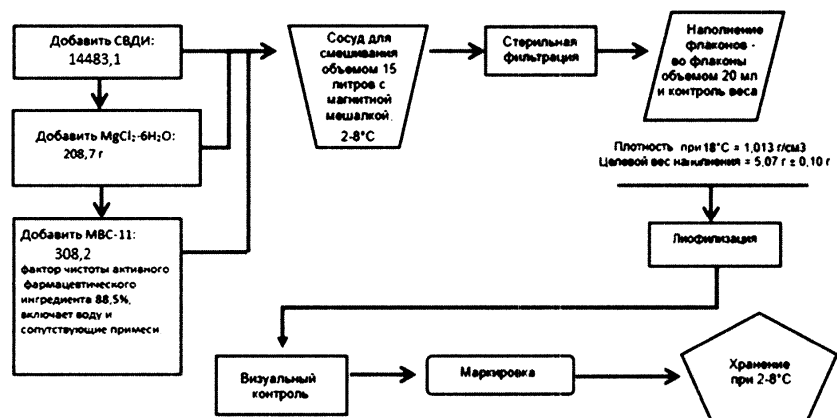 Добавить СВДИ:
14483,1
Добавить MgCl₂·6H₂O:
208,7 г
Добавить МВС-11:
308,2
фактор чистоты активного
фармацевтического
ингредиента 88,5%,
включает воду и
сопутствующие примеси
Сосуд для
смешивания
объемом 15
литров с
магнитной
мешалкой.
2-8°С
Стерильная
фильтрация
Наполнение
флаконов -
во флаконы
объемом 20 мл
и контроль веса
Плотность при 18°С = 1,013 г/см3
Целевой вес наполнения = 5,07 г ± 0,10 г
Лиофилизация
Визуальный
контроль
Маркировка
Хранение
при 2-8°С